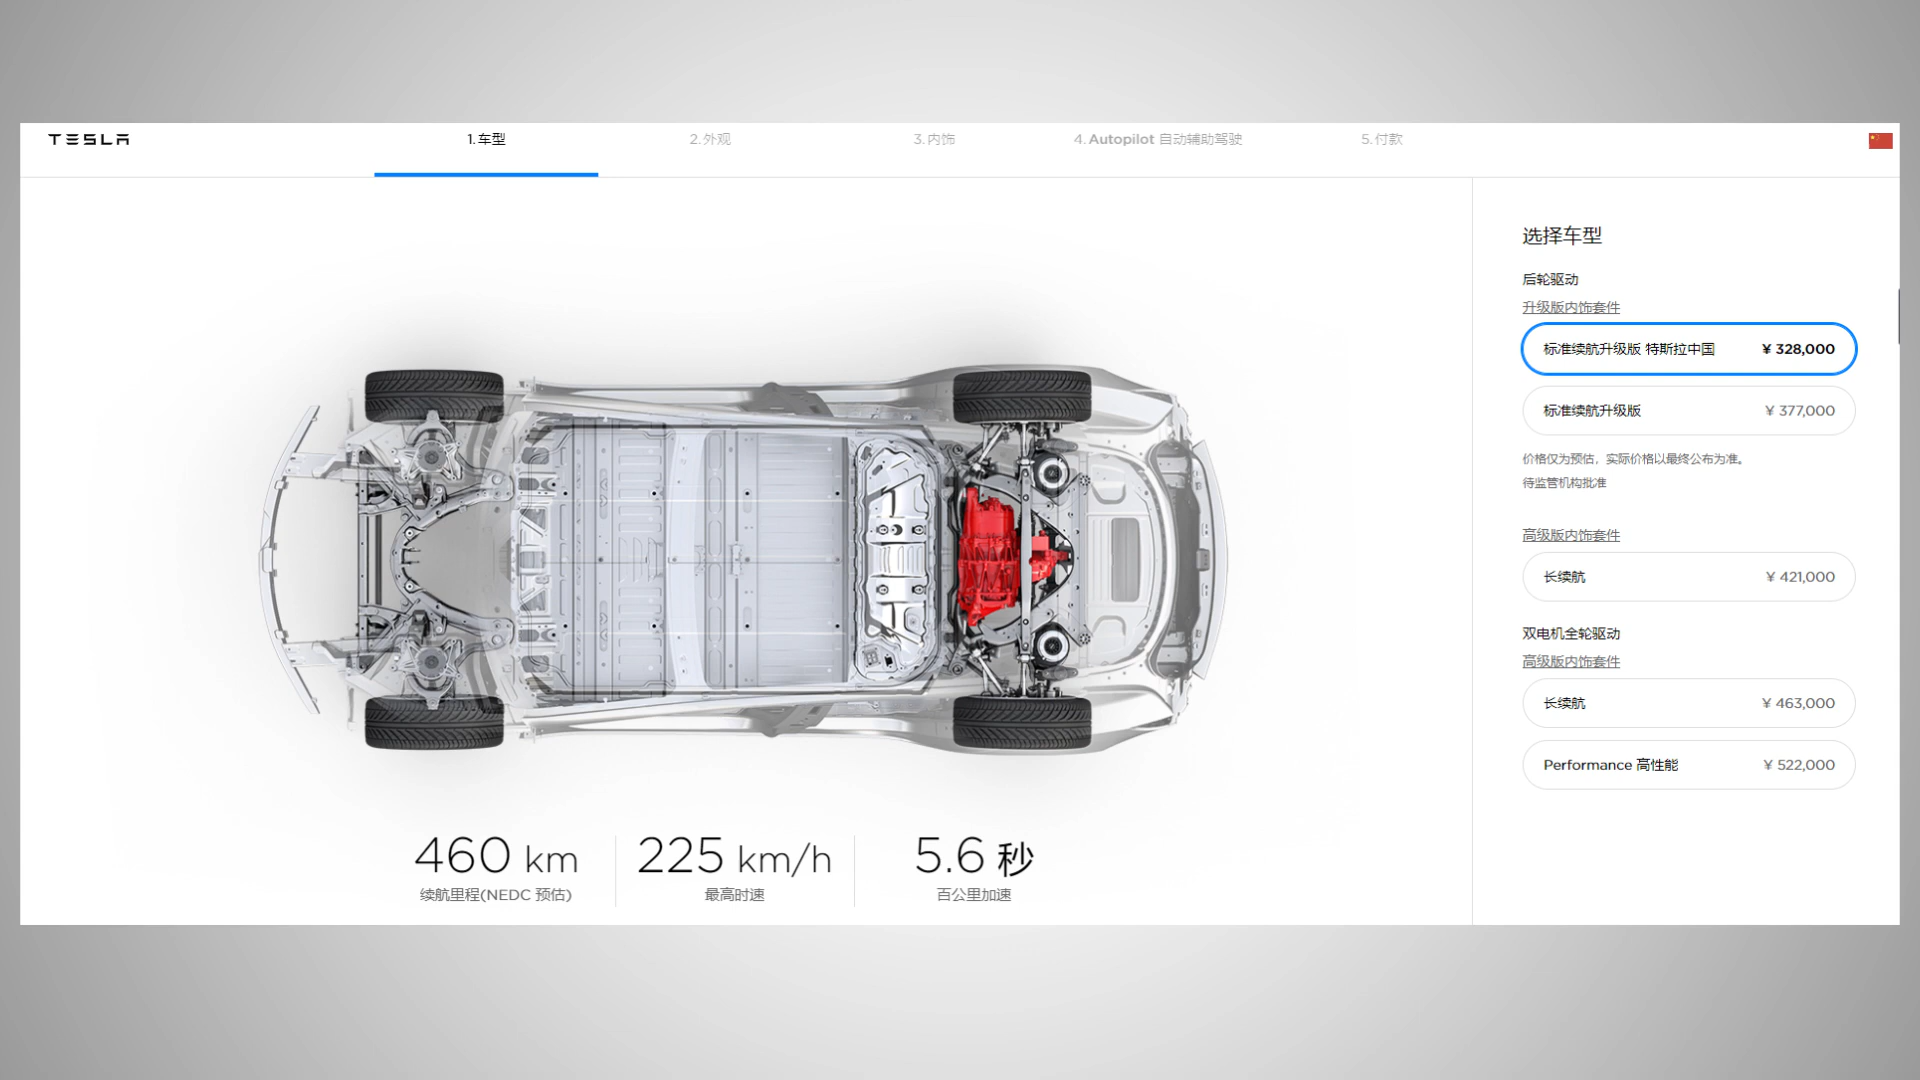 TESLA
1.车型
2.外观
3.内饰
4.Autopilot 自动辅助驾驶
5.付款
选择车型
后轮驱动
升级版内饰套件
标准续航升级版 特斯拉中国 ¥ 328,000
标准续航升级版 ¥ 377,000
价格仅为预估，实际价格以最终公布为准。
待监管机构批准
高级版内饰套件
长续航 ¥ 421,000
双电机全轮驱动
高级版内饰套件
长续航 ¥ 463,000
Performance 高性能 ¥ 522,000
460 km
续航里程(NEDC 预估)
225 km/h
最高时速
5.6 秒
百公里加速